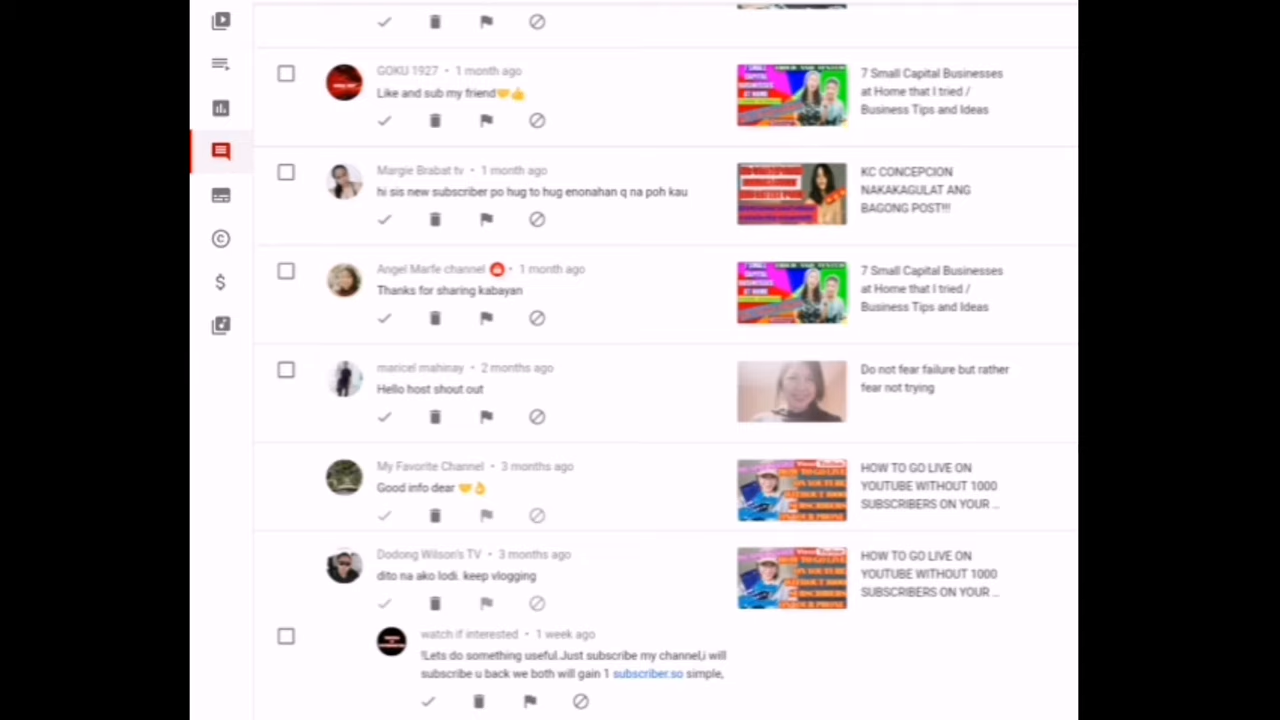 GOKU 1927 • 1 month ago
Like and sub my friend🤝👍
7 Small Capital Businesses
at Home that I tried /
Business Tips and Ideas
Margie Brabat tv • 1 month ago
hi sis new subscriber po hug to hug enonahan q na poh kau
KC CONCEPCION
NAKAKAGULAT ANG
BAGONG POST!!!
Angel Marfe channel • 1 month ago
Thanks for sharing kabayan
7 Small Capital Businesses
at Home that I tried /
Business Tips and Ideas
maricel mahinay • 2 months ago
Hello host shout out
Do not fear failure but rather
fear not trying
My Favorite Channel • 3 months ago
Good info dear 🤝👌
HOW TO GO LIVE ON
YOUTUBE WITHOUT 1000
SUBSCRIBERS ON YOUR ...
Dodong Wilson's TV • 3 months ago
dito na ako lodi. keep vlogging
HOW TO GO LIVE ON
YOUTUBE WITHOUT 1000
SUBSCRIBERS ON YOUR ...
watch if interested • 1 week ago
!Lets do something useful.Just subscribe my channel,i will
subscribe u back we both will gain 1 subscriber.so simple,